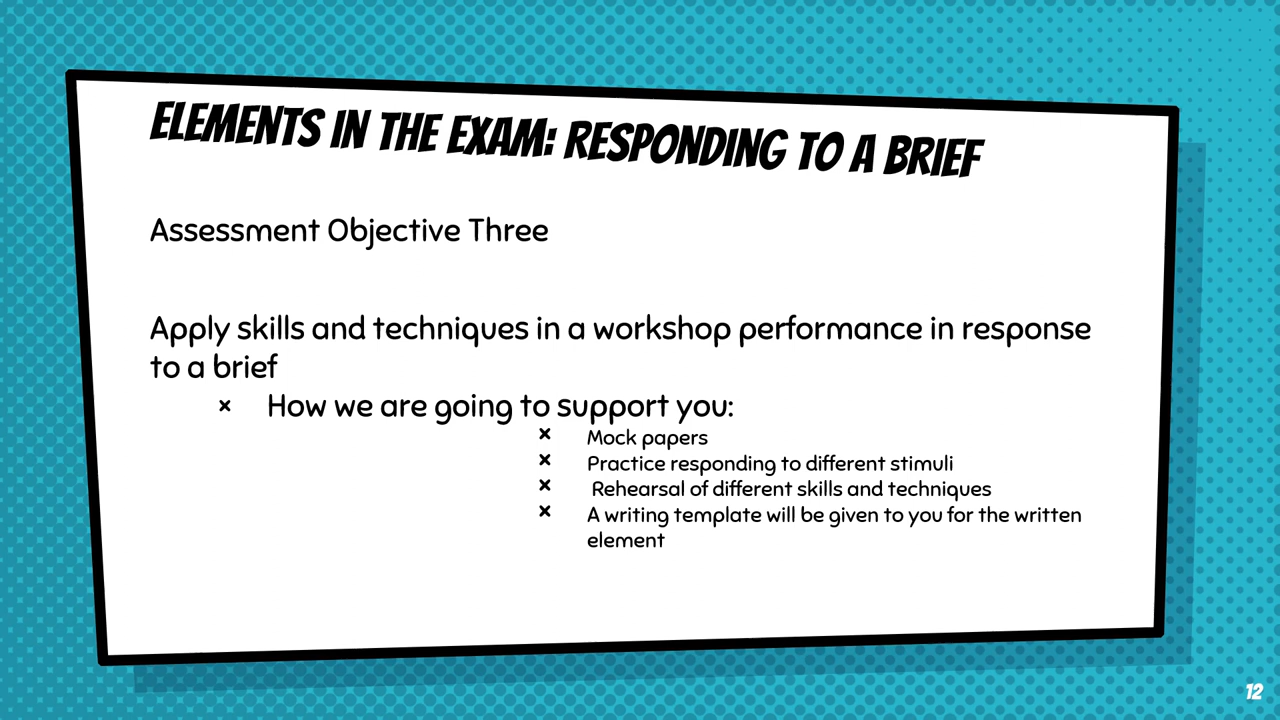 ELEMENTS IN THE EXAM: RESPONDING TO A BRIEF
Assessment Objective Three
Apply skills and techniques in a workshop performance in response
to a brief
× How we are going to support you:
× Mock papers
× Practice responding to different stimuli
× Rehearsal of different skills and techniques
× A writing template will be given to you for the written
element
12